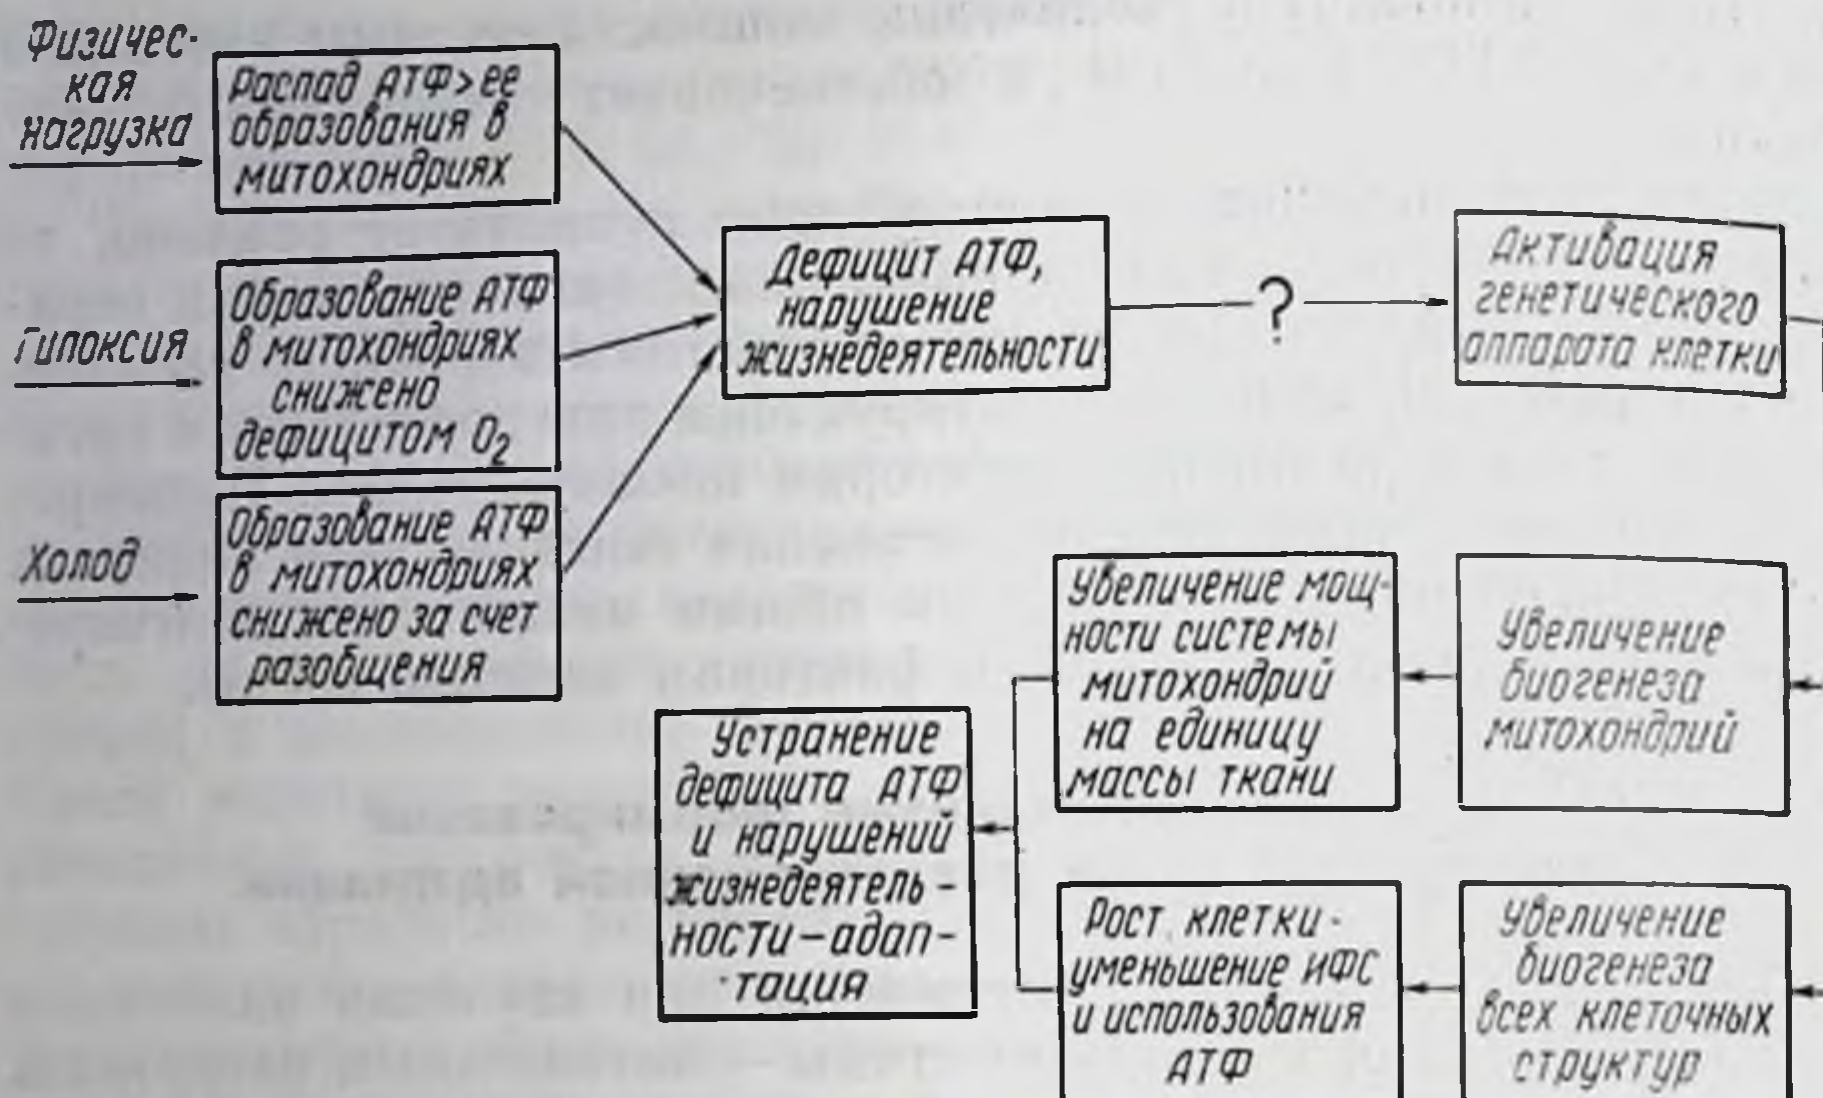 Физичес-
кая
нагрузка
Распад АТФ>ее
образования в
митохондриях
Гипоксия
Образование АТФ
в митохондриях
снижено
дефицитом O₂
Холод
Образование АТФ
в митохондриях
снижено за счет
разобщения
Дефицит АТФ,
нарушение
жизнедеятельности
?
Активация
генетического
аппарата клетки
Увеличение
биогенеза
митохондрий
Увеличение мощ-
ности системы
митохондрий
на единицу
массы ткани
Увеличение
биогенеза
всех клеточных
структур
Рост клетки-
уменьшение ИФС
и использования
АТФ
Устранение
дефицита АТФ
и нарушений
жизнедеятель-
ности-адап-
тация